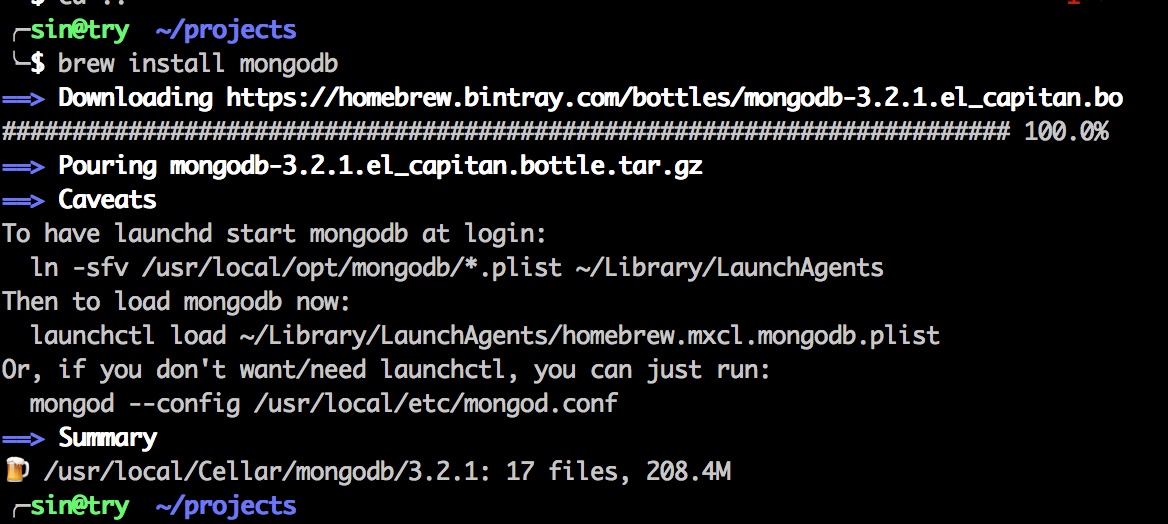 $ cd ..
╭─sin@try ~/projects
╰─$ brew install mongodb
==> Downloading https://homebrew.bintray.com/bottles/mongodb-3.2.1.el_capitan.bo
######################################################################## 100.0%
==> Pouring mongodb-3.2.1.el_capitan.bottle.tar.gz
==> Caveats
To have launchd start mongodb at login:
  ln -sfv /usr/local/opt/mongodb/*.plist ~/Library/LaunchAgents
Then to load mongodb now:
  launchctl load ~/Library/LaunchAgents/homebrew.mxcl.mongodb.plist
Or, if you don't want/need launchctl, you can just run:
  mongod --config /usr/local/etc/mongod.conf
==> Summary
🍺 /usr/local/Cellar/mongodb/3.2.1: 17 files, 208.4M
╭─sin@try ~/projects